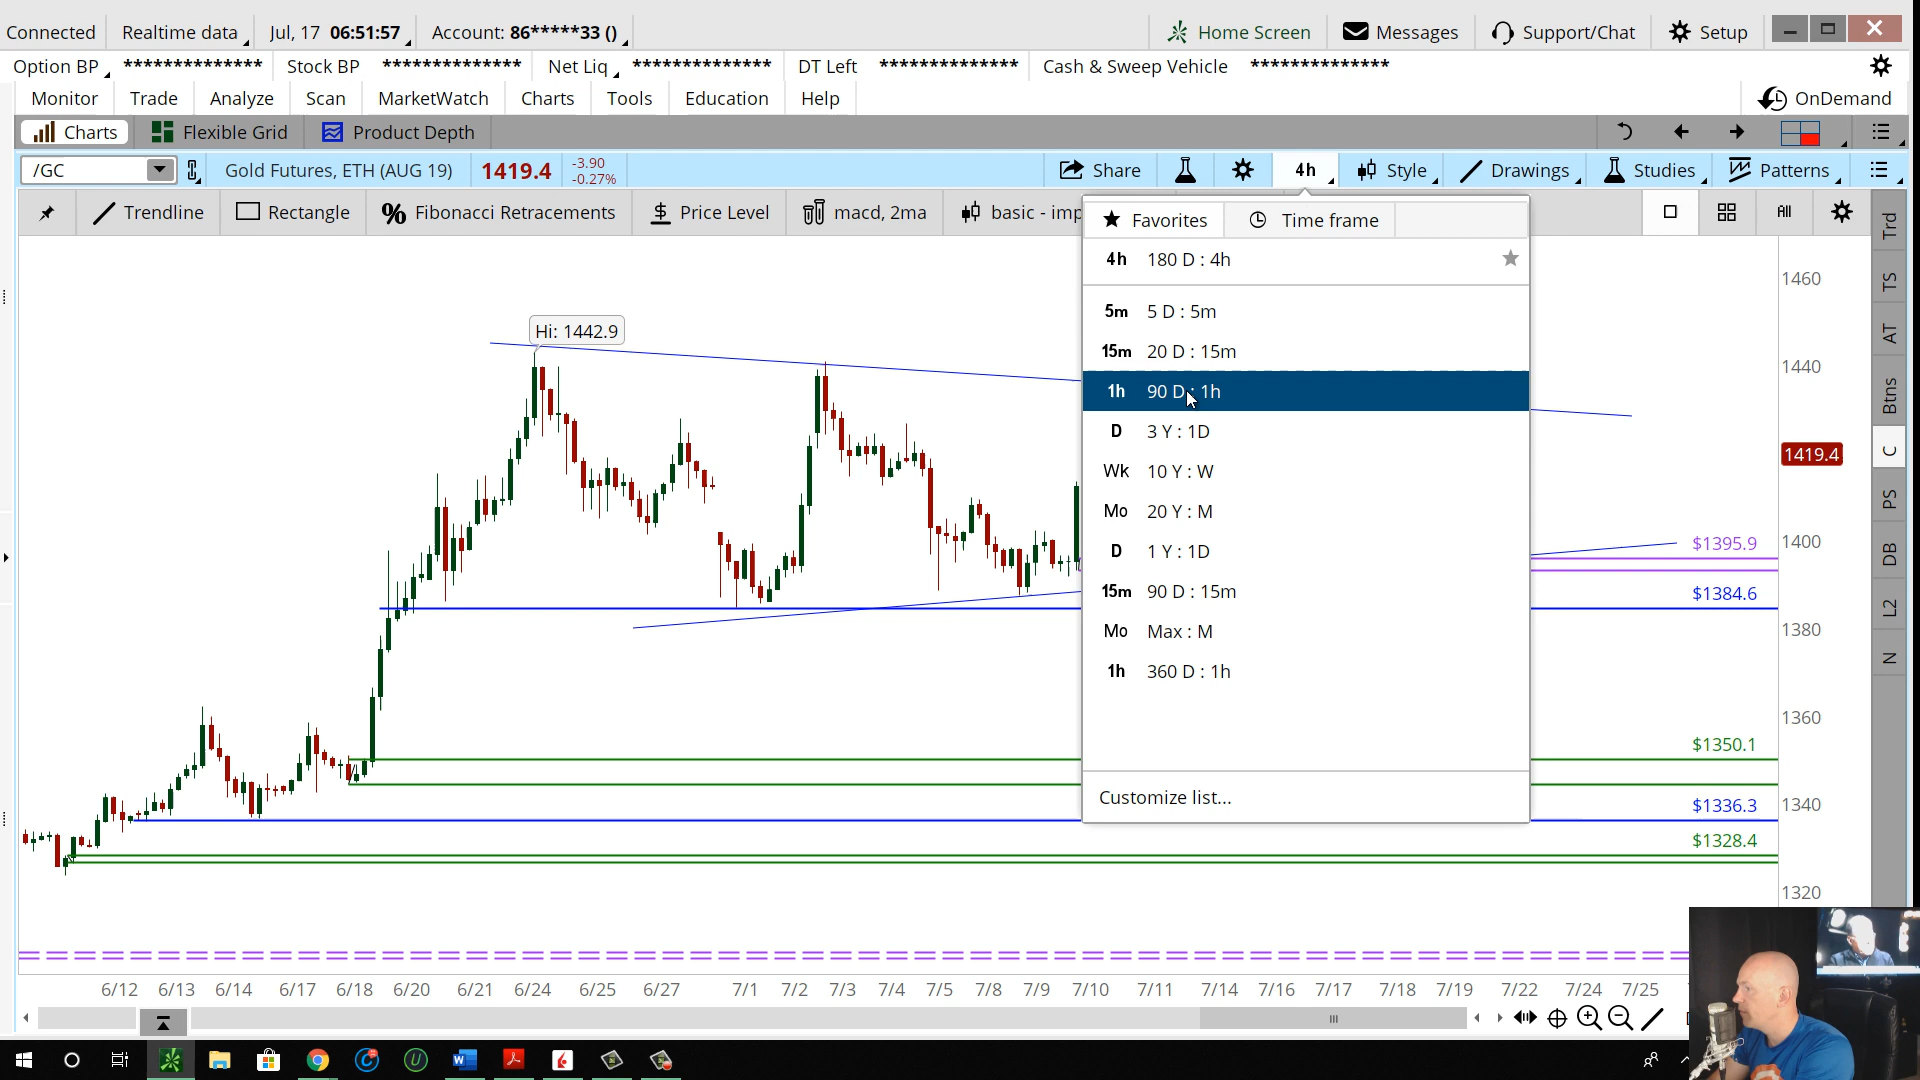 Connected Realtime data Jul, 17 06:51:57 Account: 86*****33 () Home Screen Messages Support/Chat Setup
Option BP ************** Stock BP ************** Net Liq ************** DT Left ************** Cash & Sweep Vehicle **************
Monitor Trade Analyze Scan MarketWatch Charts Tools Education Help OnDemand
Charts Flexible Grid Product Depth
/GC Gold Futures, ETH (AUG 19) 1419.4 -3.90 -0.27% Share 4h Style Drawings Studies Patterns
Trendline Rectangle Fibonacci Retracements Price Level macd, 2ma basic - imp All
Favorites Time frame
4h 180 D : 4h
5m 5 D : 5m
15m 20 D : 15m
1h 90 D : 1h
D 3 Y : 1D
Wk 10 Y : W
Mo 20 Y : M
D 1 Y : 1D
15m 90 D : 15m
Mo Max : M
1h 360 D : 1h
Customize list...
Hi: 1442.9
1460
1440
1419.4
1400
1380
1360
1340
1320
$1395.9
$1384.6
$1350.1
$1336.3
$1328.4
Trd
TS
AT
Btns
C
PS
DB
L2
N
6/12 6/13 6/14 6/17 6/18 6/20 6/21 6/24 6/25 6/27 7/1 7/2 7/3 7/4 7/5 7/8 7/9 7/10 7/11 7/14 7/16 7/17 7/18 7/19 7/22 7/24 7/25